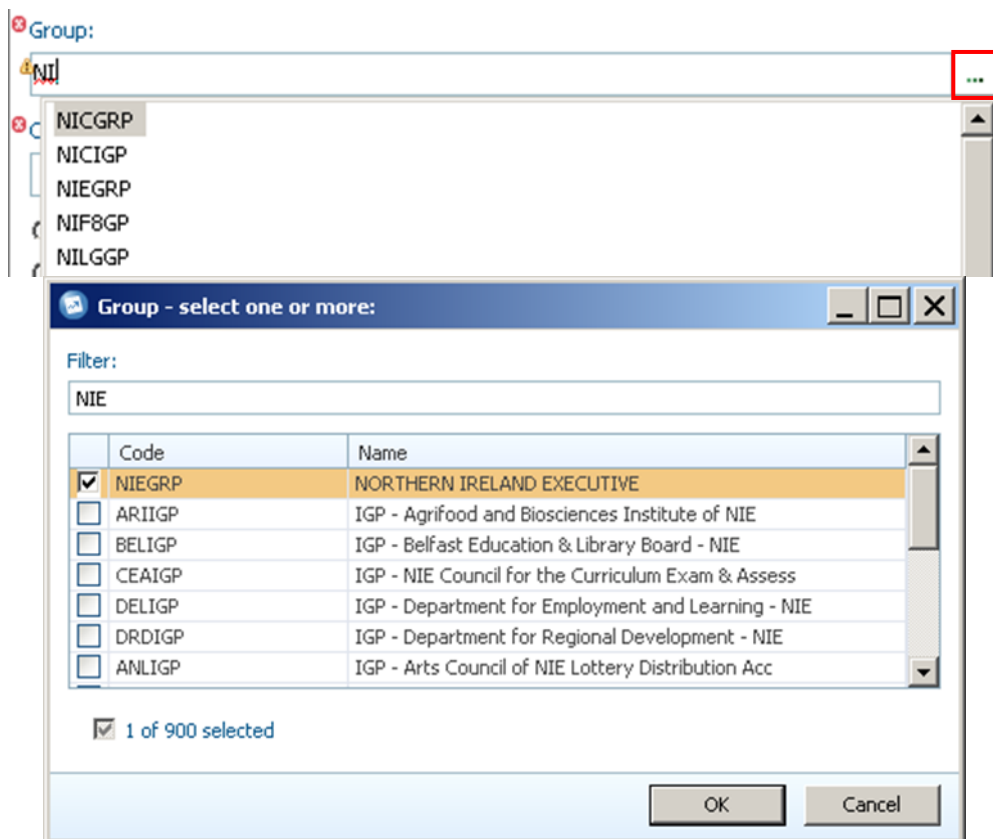 Group:
NI
...
C
NICGRP
NICIGP
NIEGRP
NIF8GP
NILGGP
Group - select one or more:
Filter:
NIE
Code Name
NIEGRP NORTHERN IRELAND EXECUTIVE
ARIIGP IGP - Agrifood and Biosciences Institute of NIE
BELIGP IGP - Belfast Education & Library Board - NIE
CEAIGP IGP - NIE Council for the Curriculum Exam & Assess
DELIGP IGP - Department for Employment and Learning - NIE
DRDIGP IGP - Department for Regional Development - NIE
ANLIGP IGP - Arts Council of NIE Lottery Distribution Acc
1 of 900 selected
OK Cancel